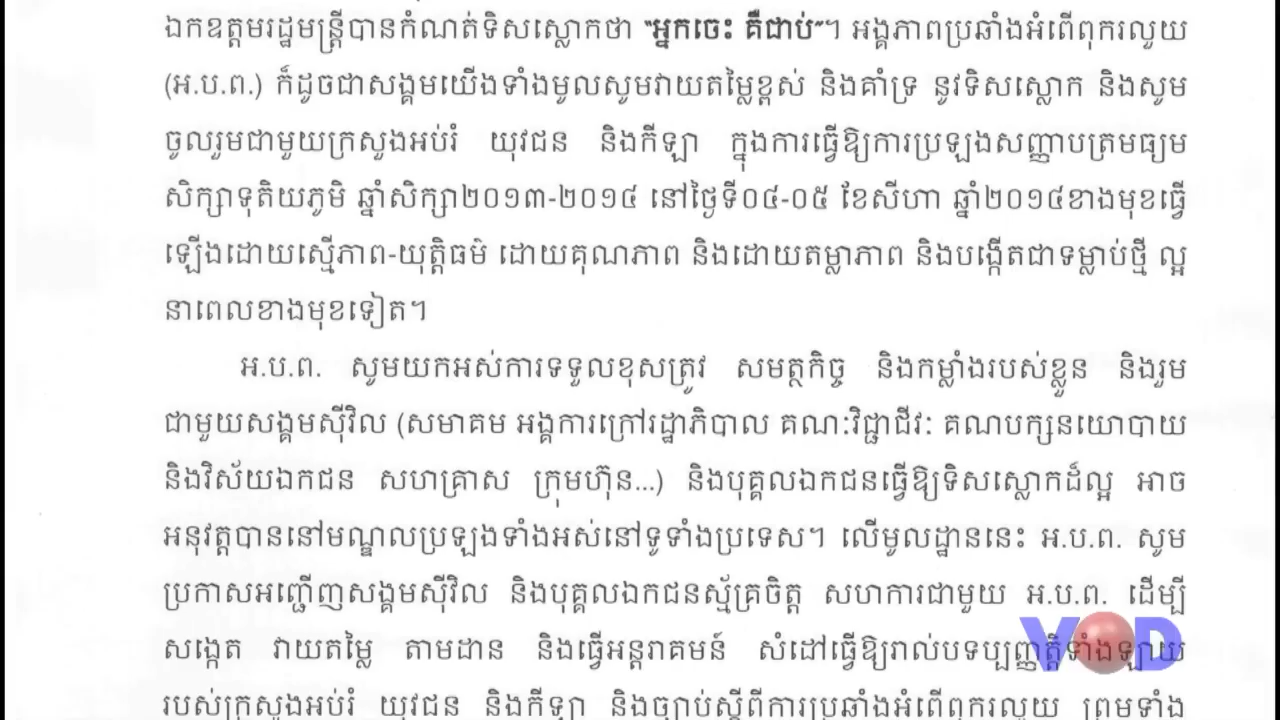 ឯកឧត្តមរដ្ឋមន្ត្រីបានកំណត់ទិសស្លោកថា "អ្នកចេះ គឺជាប់"។ អង្គភាពប្រឆាំងអំពើពុករលួយ
(អ.ប.ព.) ក៏ដូចជាសង្គមយើងទាំងមូលសូមវាយតម្លៃខ្ពស់ និងគាំទ្រ នូវទិសស្លោក និងសូម
ចូលរួមជាមួយក្រសួងអប់រំ យុវជន និងកីឡា ក្នុងការធ្វើឱ្យការប្រឡងសញ្ញាបត្រមធ្យម
សិក្សាទុតិយភូមិ ឆ្នាំសិក្សា២០១៣-២០១៤ នៅថ្ងៃទី០៤-០៥ ខែសីហា ឆ្នាំ២០១៤ខាងមុខធ្វើ
ឡើងដោយស្មើភាព-យុត្តិធម៌ ដោយគុណភាព និងដោយតម្លាភាព និងបង្កើតជាទម្លាប់ថ្មី ល្អ
នាពេលខាងមុខទៀត។
អ.ប.ព. សូមយកអស់ការទទួលខុសត្រូវ សមត្ថកិច្ច និងកម្លាំងរបស់ខ្លួន និងរួម
ជាមួយសង្គមស៊ីវិល (សមាគម អង្គការក្រៅរដ្ឋាភិបាល គណៈវិជ្ជាជីវៈ គណបក្សនយោបាយ
និងវិស័យឯកជន សហគ្រាស ក្រុមហ៊ុន...) និងបុគ្គលឯកជនធ្វើឱ្យទិសស្លោកដ៏ល្អ អាច
អនុវត្តបាននៅមណ្ឌលប្រឡងទាំងអស់នៅទូទាំងប្រទេស។ លើមូលដ្ឋាននេះ អ.ប.ព. សូម
ប្រកាសអញ្ជើញសង្គមស៊ីវិល និងបុគ្គលឯកជនស្ម័គ្រចិត្ត សហការជាមួយ អ.ប.ព. ដើម្បី
សង្កេត វាយតម្លៃ តាមដាន និងធ្វើអន្តរាគមន៍ សំដៅធ្វើឱ្យរាល់បទប្បញ្ញត្តិទាំងឡាយ
របស់ក្រសួងអប់រំ យុវជន និងកីឡា និងច្បាប់ស្តីពីការប្រឆាំងអំពើពុករលួយ ព្រមទាំង
VOD